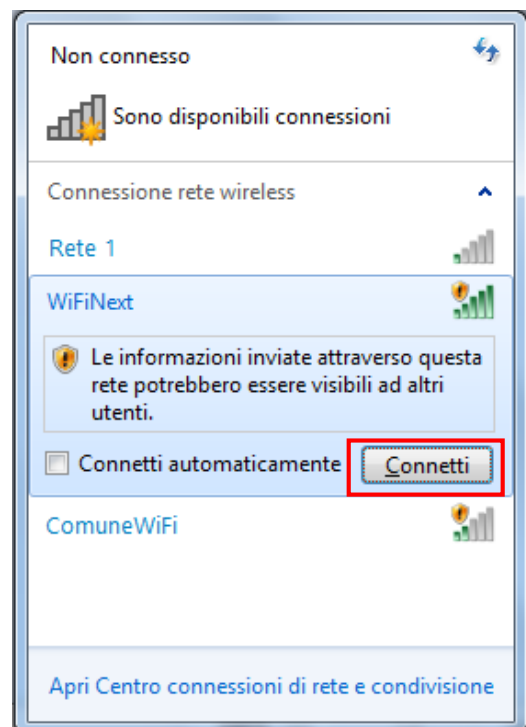 Non connesso
Sono disponibili connessioni
Connessione rete wireless
Rete 1
WiFiNext
Le informazioni inviate attraverso questa
rete potrebbero essere visibili ad altri
utenti.
Connetti automaticamente Connetti
ComuneWiFi
Apri Centro connessioni di rete e condivisione